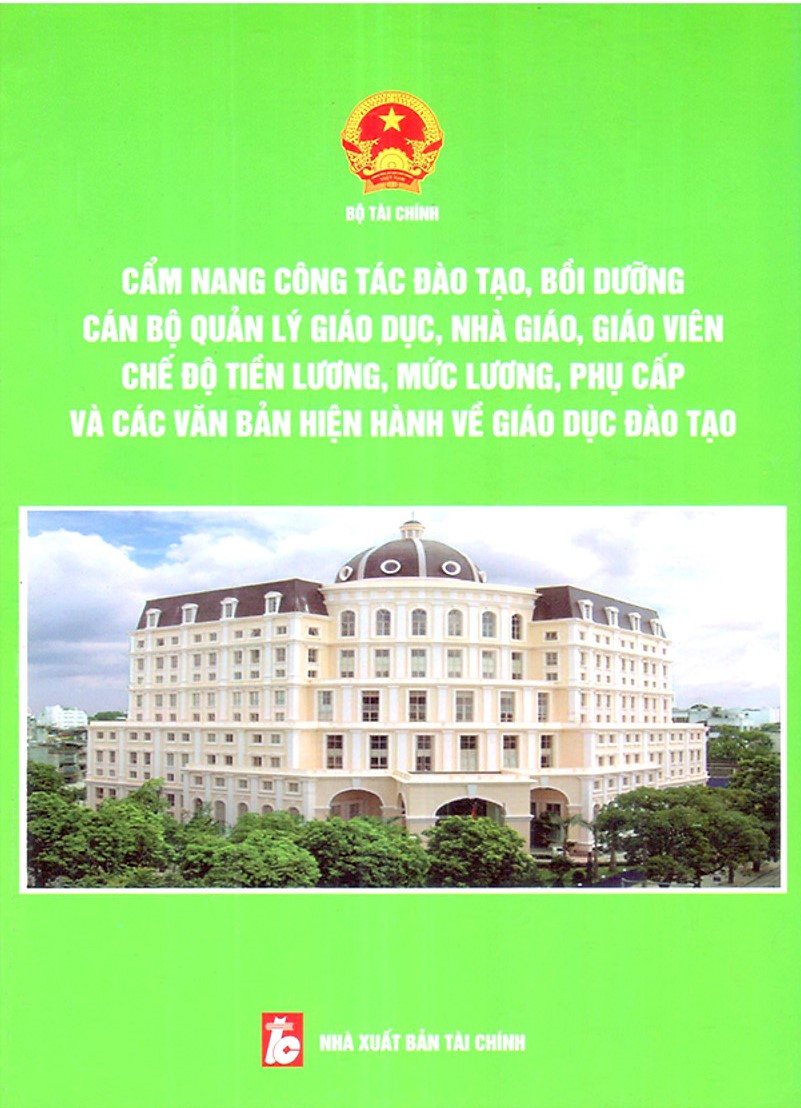 BỘ TÀI CHÍNH
CẨM NANG CÔNG TÁC ĐÀO TẠO, BỒI DƯỠNG
CÁN BỘ QUẢN LÝ GIÁO DỤC, NHÀ GIÁO, GIÁO VIÊN
CHẾ ĐỘ TIỀN LƯƠNG, MỨC LƯƠNG, PHỤ CẤP
VÀ CÁC VĂN BẢN HIỆN HÀNH VỀ GIÁO DỤC ĐÀO TẠO
tc NHÀ XUẤT BẢN TÀI CHÍNH